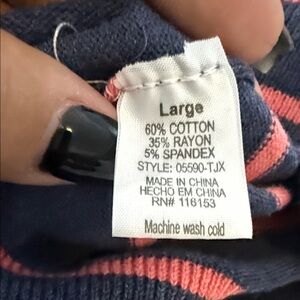 Large
60% COTTON
35% RAYON
5% SPANDEX
STYLE: 05590-TJX
MADE IN CHINA
HECHO EM CHINA
RN# 116153
Machine wash cold